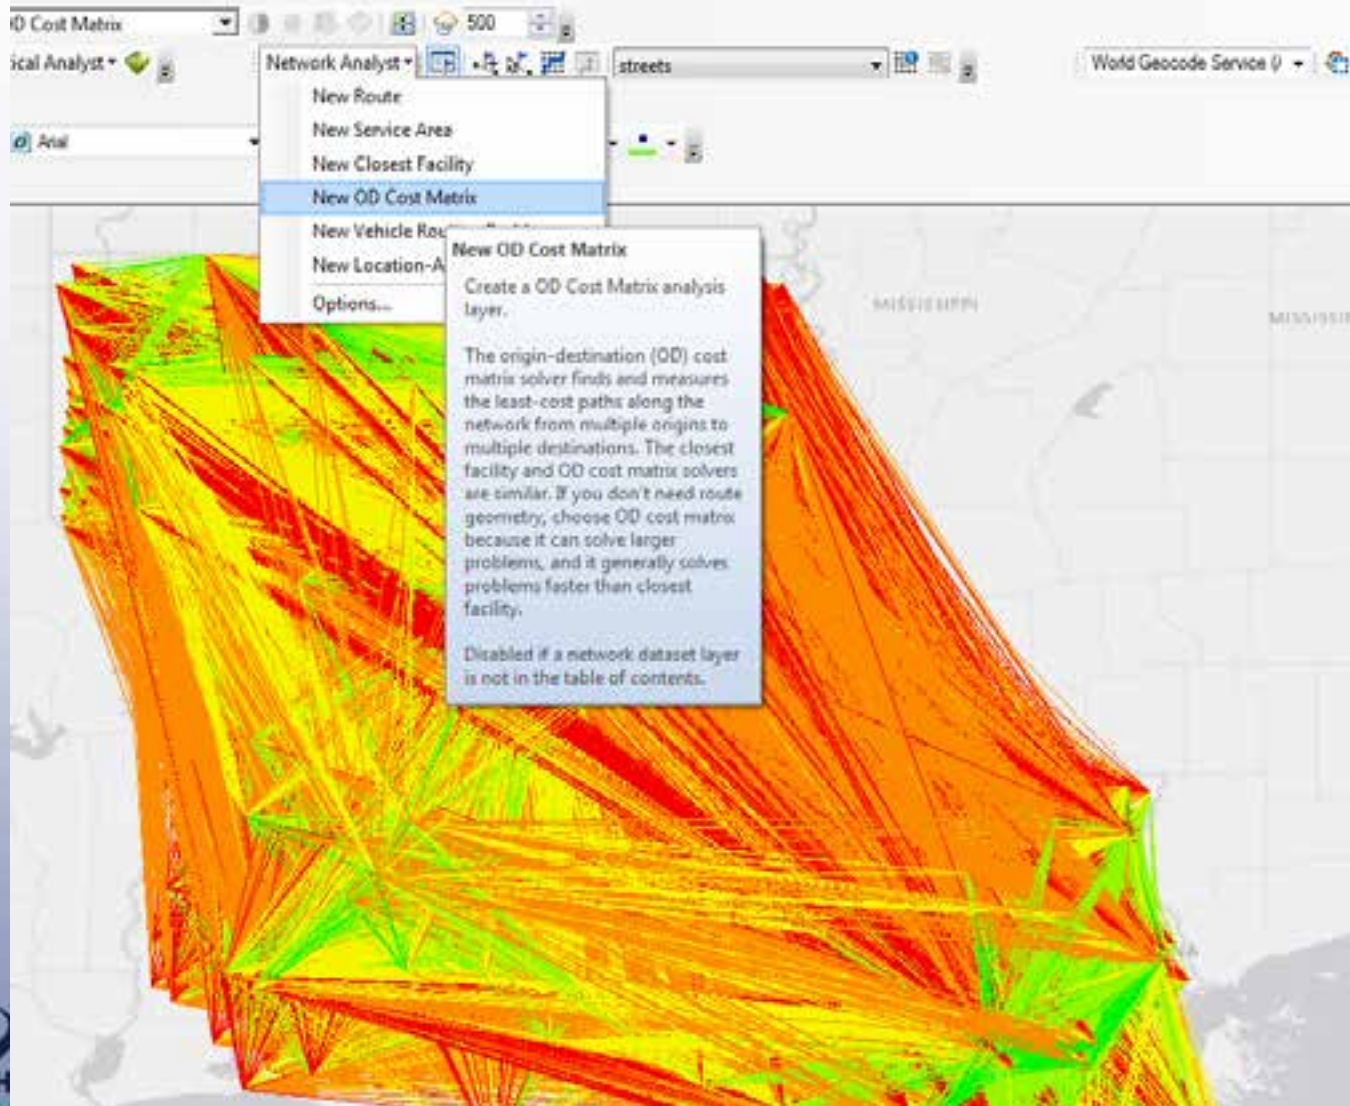 OD Cost Matrix
500
ical Analyst
Network Analyst
streets
World Geocode Service (
New Route
Arial
New Service Area
New Closest Facility
New OD Cost Matrix
New Vehicle
New Location-A
Options...
New OD Cost Matrix
Create a OD Cost Matrix analysis
layer.
The origin-destination (OD) cost
matrix solver finds and measures
the least-cost paths along the
network from multiple origins to
multiple destinations. The closest
facility and OD cost matrix solvers
are similar. If you don't need route
geometry, choose OD cost matrix
because it can solve larger
problems, and it generally solves
problems faster than closest
facility.
Disabled if a network dataset layer
is not in the table of contents.
MISSISSIPPI
MISSISSIP